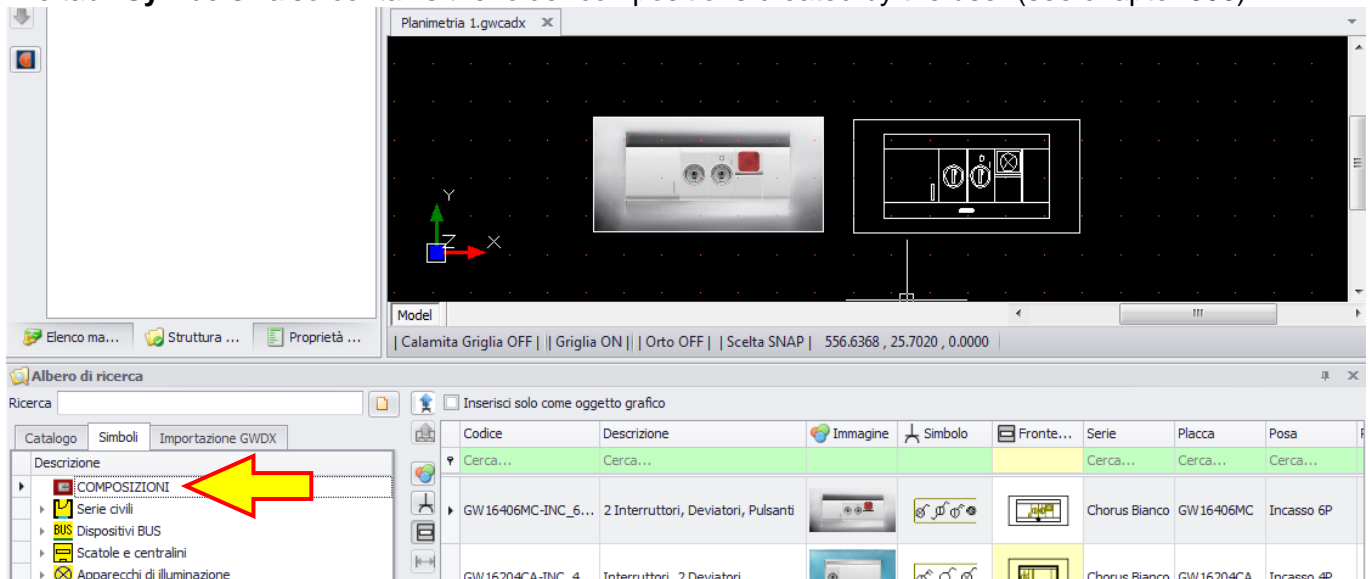 Planimetria 1.gwcadx
Y
Z X
Model
Elenco ma... Struttura ... Proprietà ...
| Calamita Griglia OFF | | Griglia ON | | Orto OFF | | Scelta SNAP | 556.6368 , 25.7020 , 0.0000
Albero di ricerca
Ricerca
Inserisci solo come oggetto grafico
Catalogo Simboli Importazione GWDX
Codice Descrizione Immagine Simbolo Fronte... Serie Placca Posa
Descrizione
Cerca... Cerca... Cerca... Cerca... Cerca...
COMPOSIZIONI
Serie civili
GW16406MC-INC_6... 2 Interruttori, Deviatori, Pulsanti Chorus Bianco GW16406MC Incasso 6P
BUS Dispositivi BUS
Scatole e centralini
Apparecchi di illuminazione
GW16204CA-INC_4... Interruttori, 2 Deviatori Chorus Bianco GW16204CA Incasso 4P